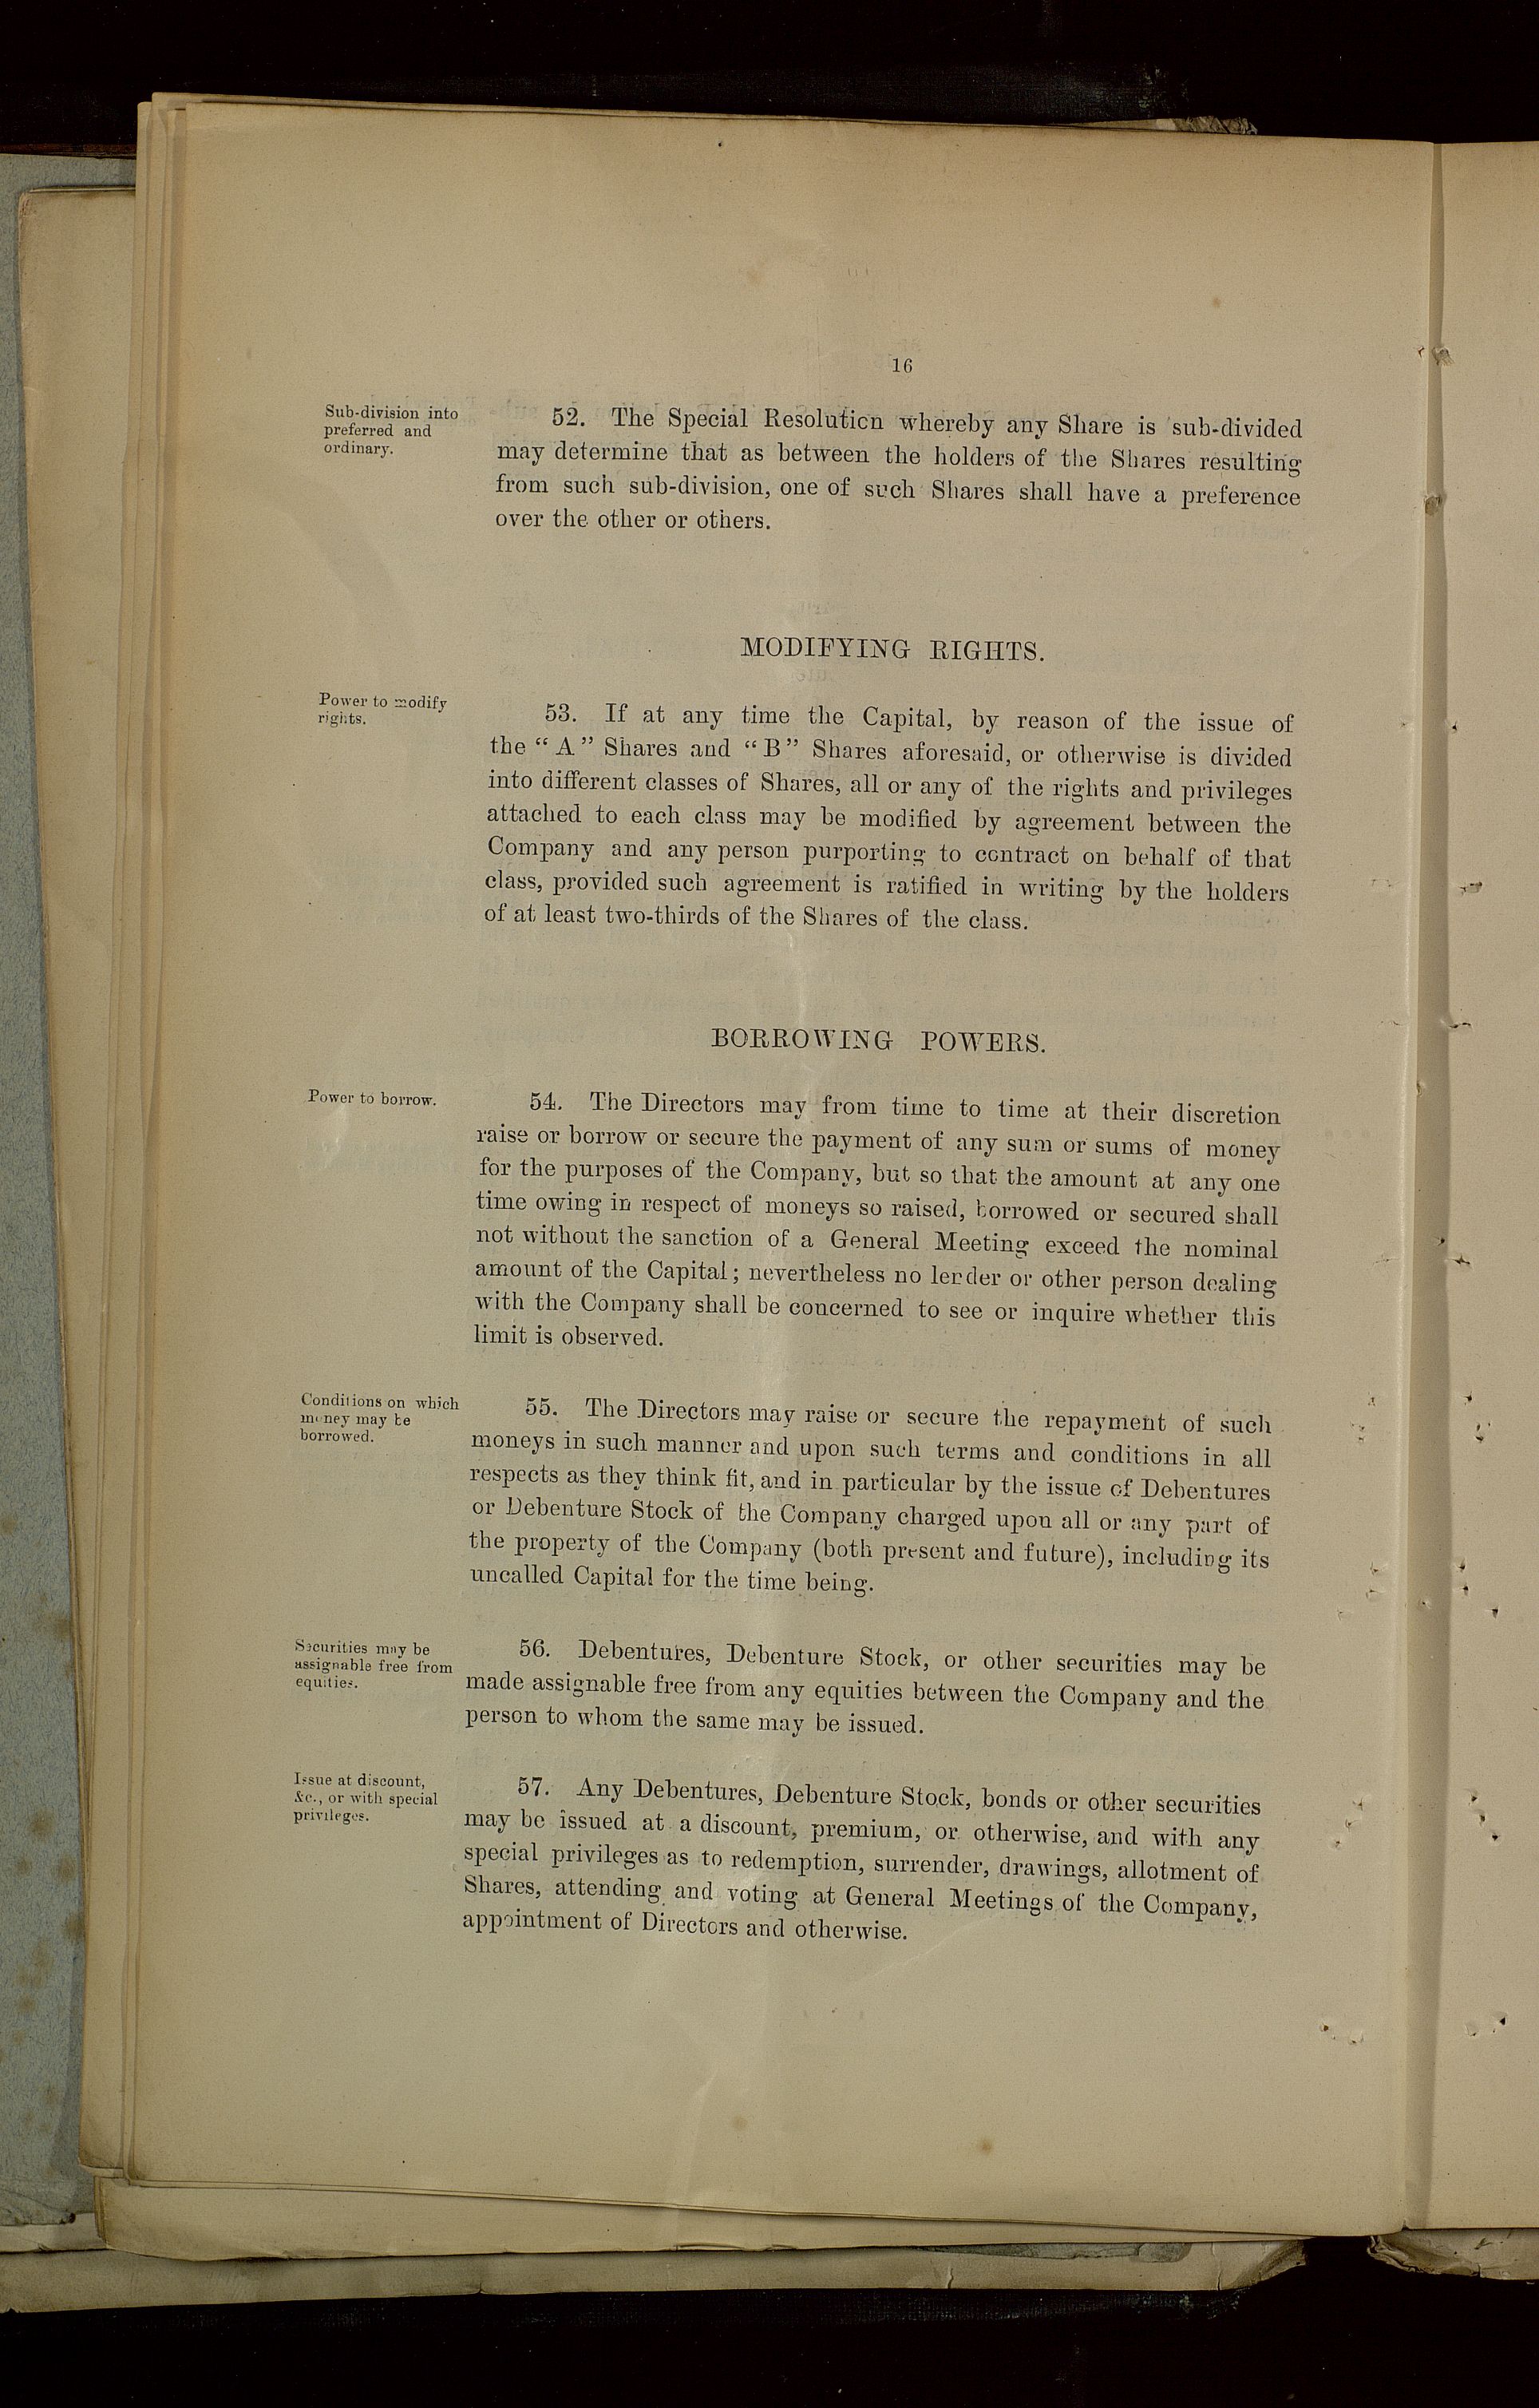 16
Sub-division into
preferred and
ordinary.
52. The Special Resolution whereby any Share is sub-divided
may determine that as between the holders of the Shares resulting
from such sub-division, one of such Shares shall have a preference
over the other or others.
MODIFYING RIGHTS.
Power to modify
rights.
53. If at any time the Capital, by reason of the issue of
the “A” Shares and “B” Shares aforesaid, or otherwise is divided
into different classes of Shares, all or any of the rights and privileges
attached to each class may be modified by agreement between the
Company and any person purporting to contract on behalf of that
class, provided such agreement is ratified in writing by the holders
of at least two-thirds of the Shares of the class.
BORROWING POWERS.
Power to borrow.
54. The Directors may from time to time at their discretion
raise or borrow or secure the payment of any sum or sums of money
for the purposes of the Company, but so that the amount at any one
time owing in respect of moneys so raised, borrowed or secured shall
not without the sanction of a General Meeting exceed the nominal
amount of the Capital; nevertheless no lender or other person dealing
with the Company shall be concerned to see or inquire whether this
limit is observed.
Conditions on which
money may be
borrowed.
55. The Directors may raise or secure the repayment of such
moneys in such manner and upon such terms and conditions in all
respects as they think fit, and in particular by the issue of Debentures
or Debenture Stock of the Company charged upon all or any part of
the property of the Company (both present and future), including its
uncalled Capital for the time being.
Securities may be
assignable free from
equities.
56. Debentures, Debenture Stock, or other securities may be
made assignable free from any equities between the Company and the
person to whom the same may be issued.
Issue at discount,
&c., or with special
privileges.
57. Any Debentures, Debenture Stock, bonds or other securities
may be issued at a discount, premium, or otherwise, and with any
special privileges as to redemption, surrender, drawings, allotment of
Shares, attending and voting at General Meetings of the Company,
appointment of Directors and otherwise.